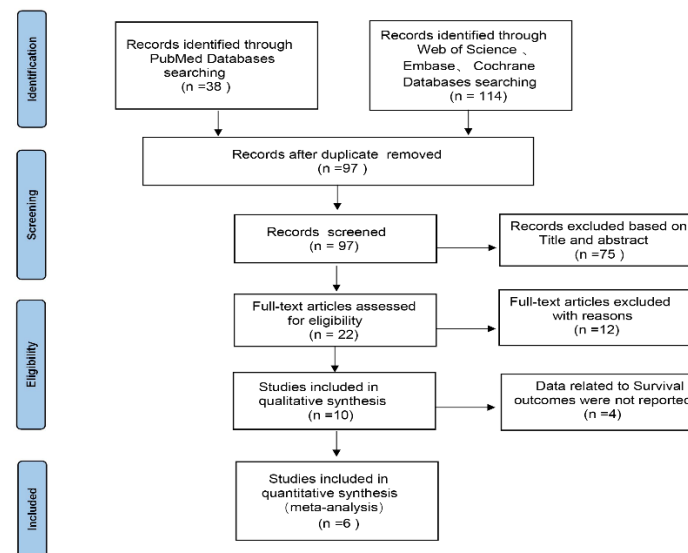 Identification
Records identified through
PubMed Databases
searching
(n =38 )
Records identified through
Web of Science 、
Embase、 Cochrane
Databases searching
(n = 114)
Records after duplicate removed
(n =97 )
Screening
Records screened
(n = 97)
Records excluded based on
Title and abstract
(n =75 )
Eligibility
Full-text articles assessed
for eligibility
(n = 22)
Full-text articles excluded
with reasons
(n =12)
Studies included in
qualitative synthesis
(n =10)
Data related to Survival
outcomes were not reported
(n =4)
Included
Studies included in
quantitative synthesis
（meta-analysis）
(n =6 )